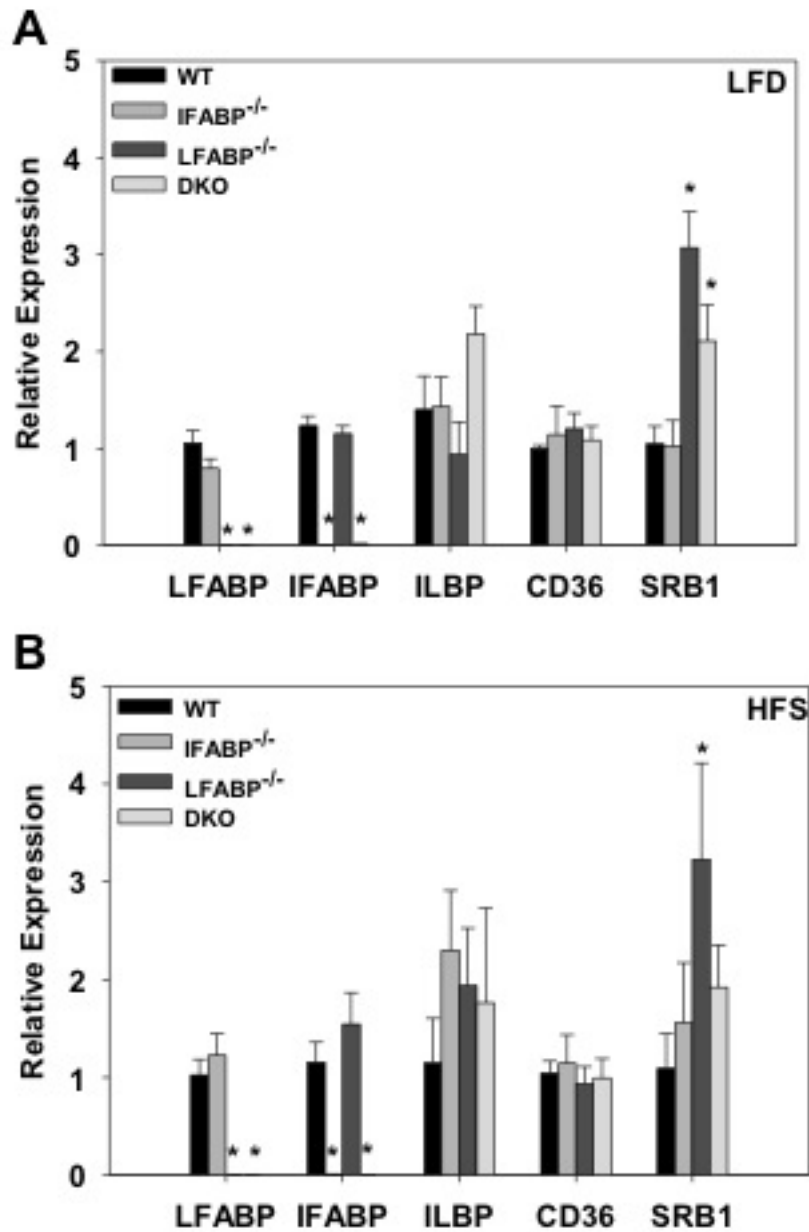 A
5
4
3
2
1
0
Relative Expression
WT
IFABP-/-
LFABP-/-
DKO
LFD
*
*
* *
* *
LFABP IFABP ILBP CD36 SRB1
B
5
4
3
2
1
0
Relative Expression
WT
IFABP-/-
LFABP-/-
DKO
HFS
*
* *
* *
LFABP IFABP ILBP CD36 SRB1